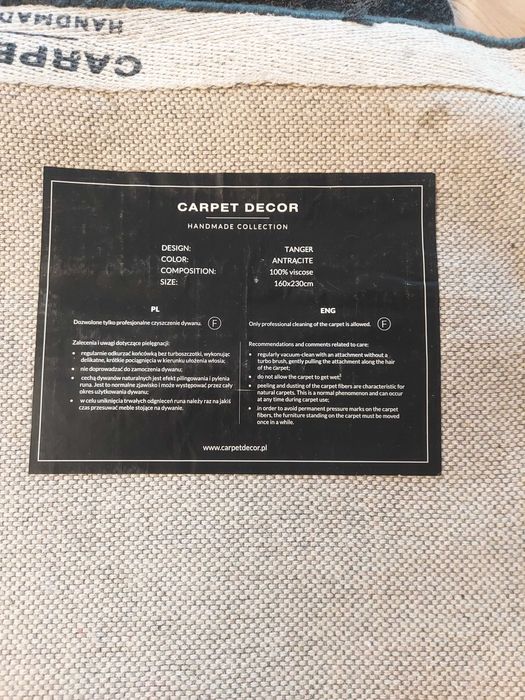 HANDMAD
CARPE
CARPET DECOR
HANDMADE COLLECTION
DESIGN: TANGER
COLOR: ANTRACITE
COMPOSITION: 100% viscose
SIZE: 160x230cm
PL
Dozwolone tylko profesjonalne czyszczenie dywanu. F
Zalecenia i uwagi dotyczące pielęgnacji:
• regularnie odkurzać końcówką bez turboszczotki, wykonując
delikatne, krótkie pociągnięcia w kierunku ułożenia włosia;
• nie doprowadzać do zamoczenia dywanu;
• cechą dywanów naturalnych jest efekt pilingowania i pylenia
runa. Jest to normalne zjawisko i może występować przez cały
okres użytkowania dywanu;
• w celu uniknięcia trwałych odgnieceń runa należy raz na jakiś
czas przesuwać meble stojące na dywanie.
ENG
Only professional cleaning of the carpet is allowed. F
Recommendations and comments related to care:
• regularly vacuum-clean with an attachment without a
turbo brush, gently pulling the attachment along the hair
of the carpet;
• do not allow the carpet to get wet;
• peeling and dusting of the carpet fibers are characteristic for
natural carpets. This is a normal phenomenon and can occur
at any time during carpet use;
• in order to avoid permanent pressure marks on the carpet
fibers, the furniture standing on the carpet must be moved
once in a while.
www.carpetdecor.pl